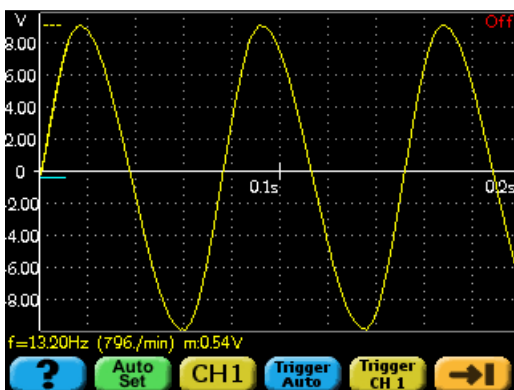 V
Off
8.00
6.00
4.00
2.00
0
0.1s
0.2s
-2.00
-4.00
-6.00
-8.00
f=13.20Hz (796./min) m:0.54V
?
Auto Set
CH1
Trigger Auto
Trigger CH 1